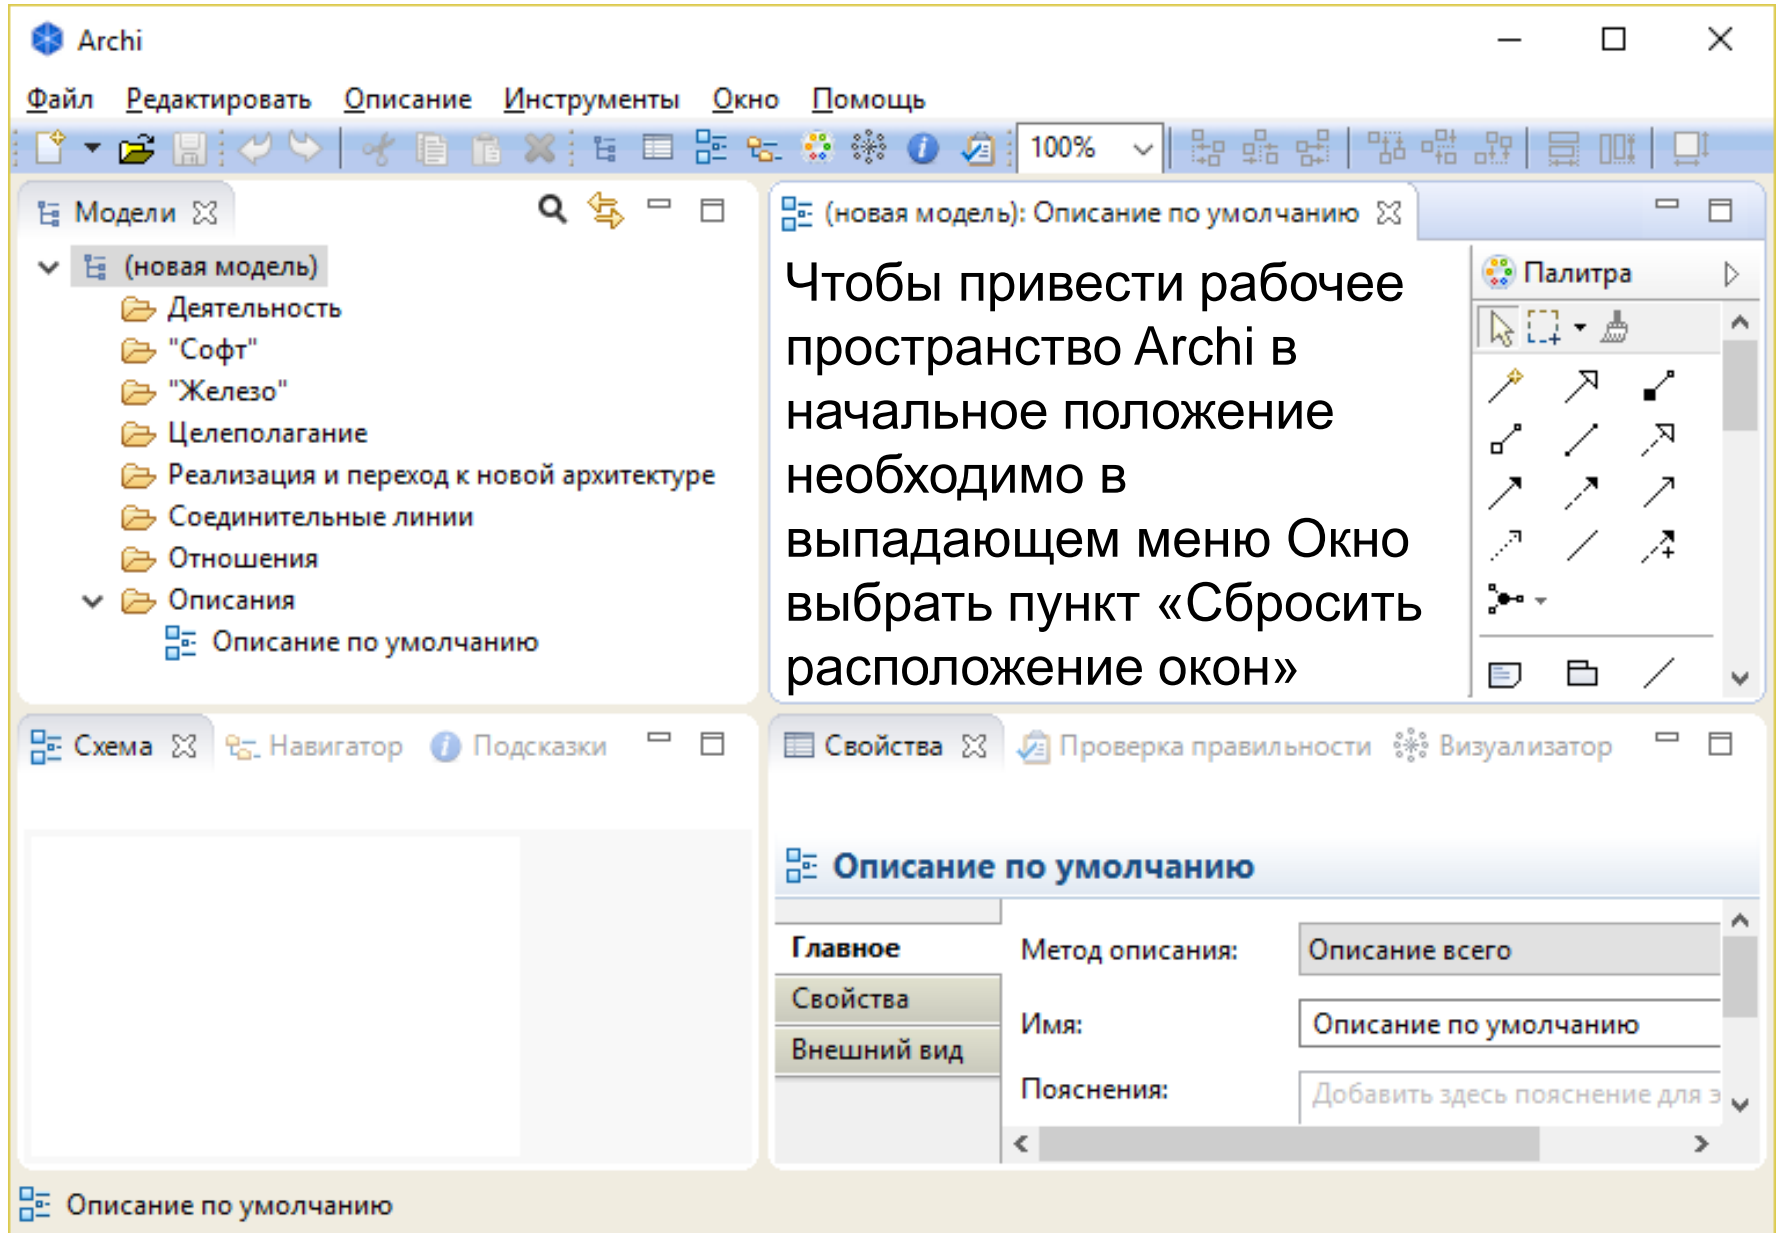 Archi
Файл Редактировать Описание Инструменты Окно Помощь
100%
Модели
(новая модель)
Деятельность
"Софт"
"Железо"
Целеполагание
Реализация и переход к новой архитектуре
Соединительные линии
Отношения
Описания
Описание по умолчанию
(новая модель): Описание по умолчанию
Чтобы привести рабочее
пространство Archi в
начальное положение
необходимо в
выпадающем меню Окно
выбрать пункт «Сбросить
расположение окон»
Палитра
Схема Навигатор Подсказки
Свойства Проверка правильности Визуализатор
Описание по умолчанию
Главное
Свойства
Внешний вид
Метод описания: Описание всего
Имя: Описание по умолчанию
Пояснения: Добавить здесь пояснение для э
Описание по умолчанию